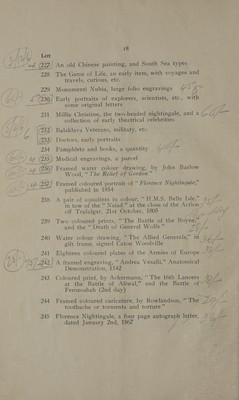 18
Lot
227 An old Chinese painting, and South Sea types
228 The Game of Life, an early item, with voyages and
travels, curious, etc.
229 Monument Nubia, large folio engravings
230 Early portraits of explorers, scientists, etc., with
some original letters
231 Millie Christine, the two-headed nightingale, and a
collection of early theatrical celebrities
232 Balaklava Veterans, military, etc.
233 Doctors, early portraits
234 Pamphlets and books, a quantity
235 Medical engravings, a parcel
236 Framed water colour drawing, by John Barlow
Wood, "The Relief of Gordon"
237 Framed coloured portrait of "Florence Nightingale,"
published in 1854
238 A pair of aquatints in colour, "H.M.S. Belle Isle,"
in tow of the "Naiad," at the close of the Action
off Trafalgar, 21st October, 1805
239 Two coloured prints, "The Battle of the Boyne,"
and the "Death of General Wolfe"
240 Water colour drawing, "The Allied Generals," in
gilt frame, signed Caton Woodville
241 Eighteen coloured plates of the Armies of Europe
242 A framed engraving, "Andrea Vesalii," Anatomical
Demonstration, 1542
243 Coloured print, by Ackermann, "The 16th Lancers
at the Battle of Aliwal," and the Battle of
Ferozeshah (2nd day)
244 Framed coloured caricature, by Rowlandson, "The
toothache or torments and torture"
245 Florence Nightingale, a four page autograph letter,
dated January 2nd, 1867